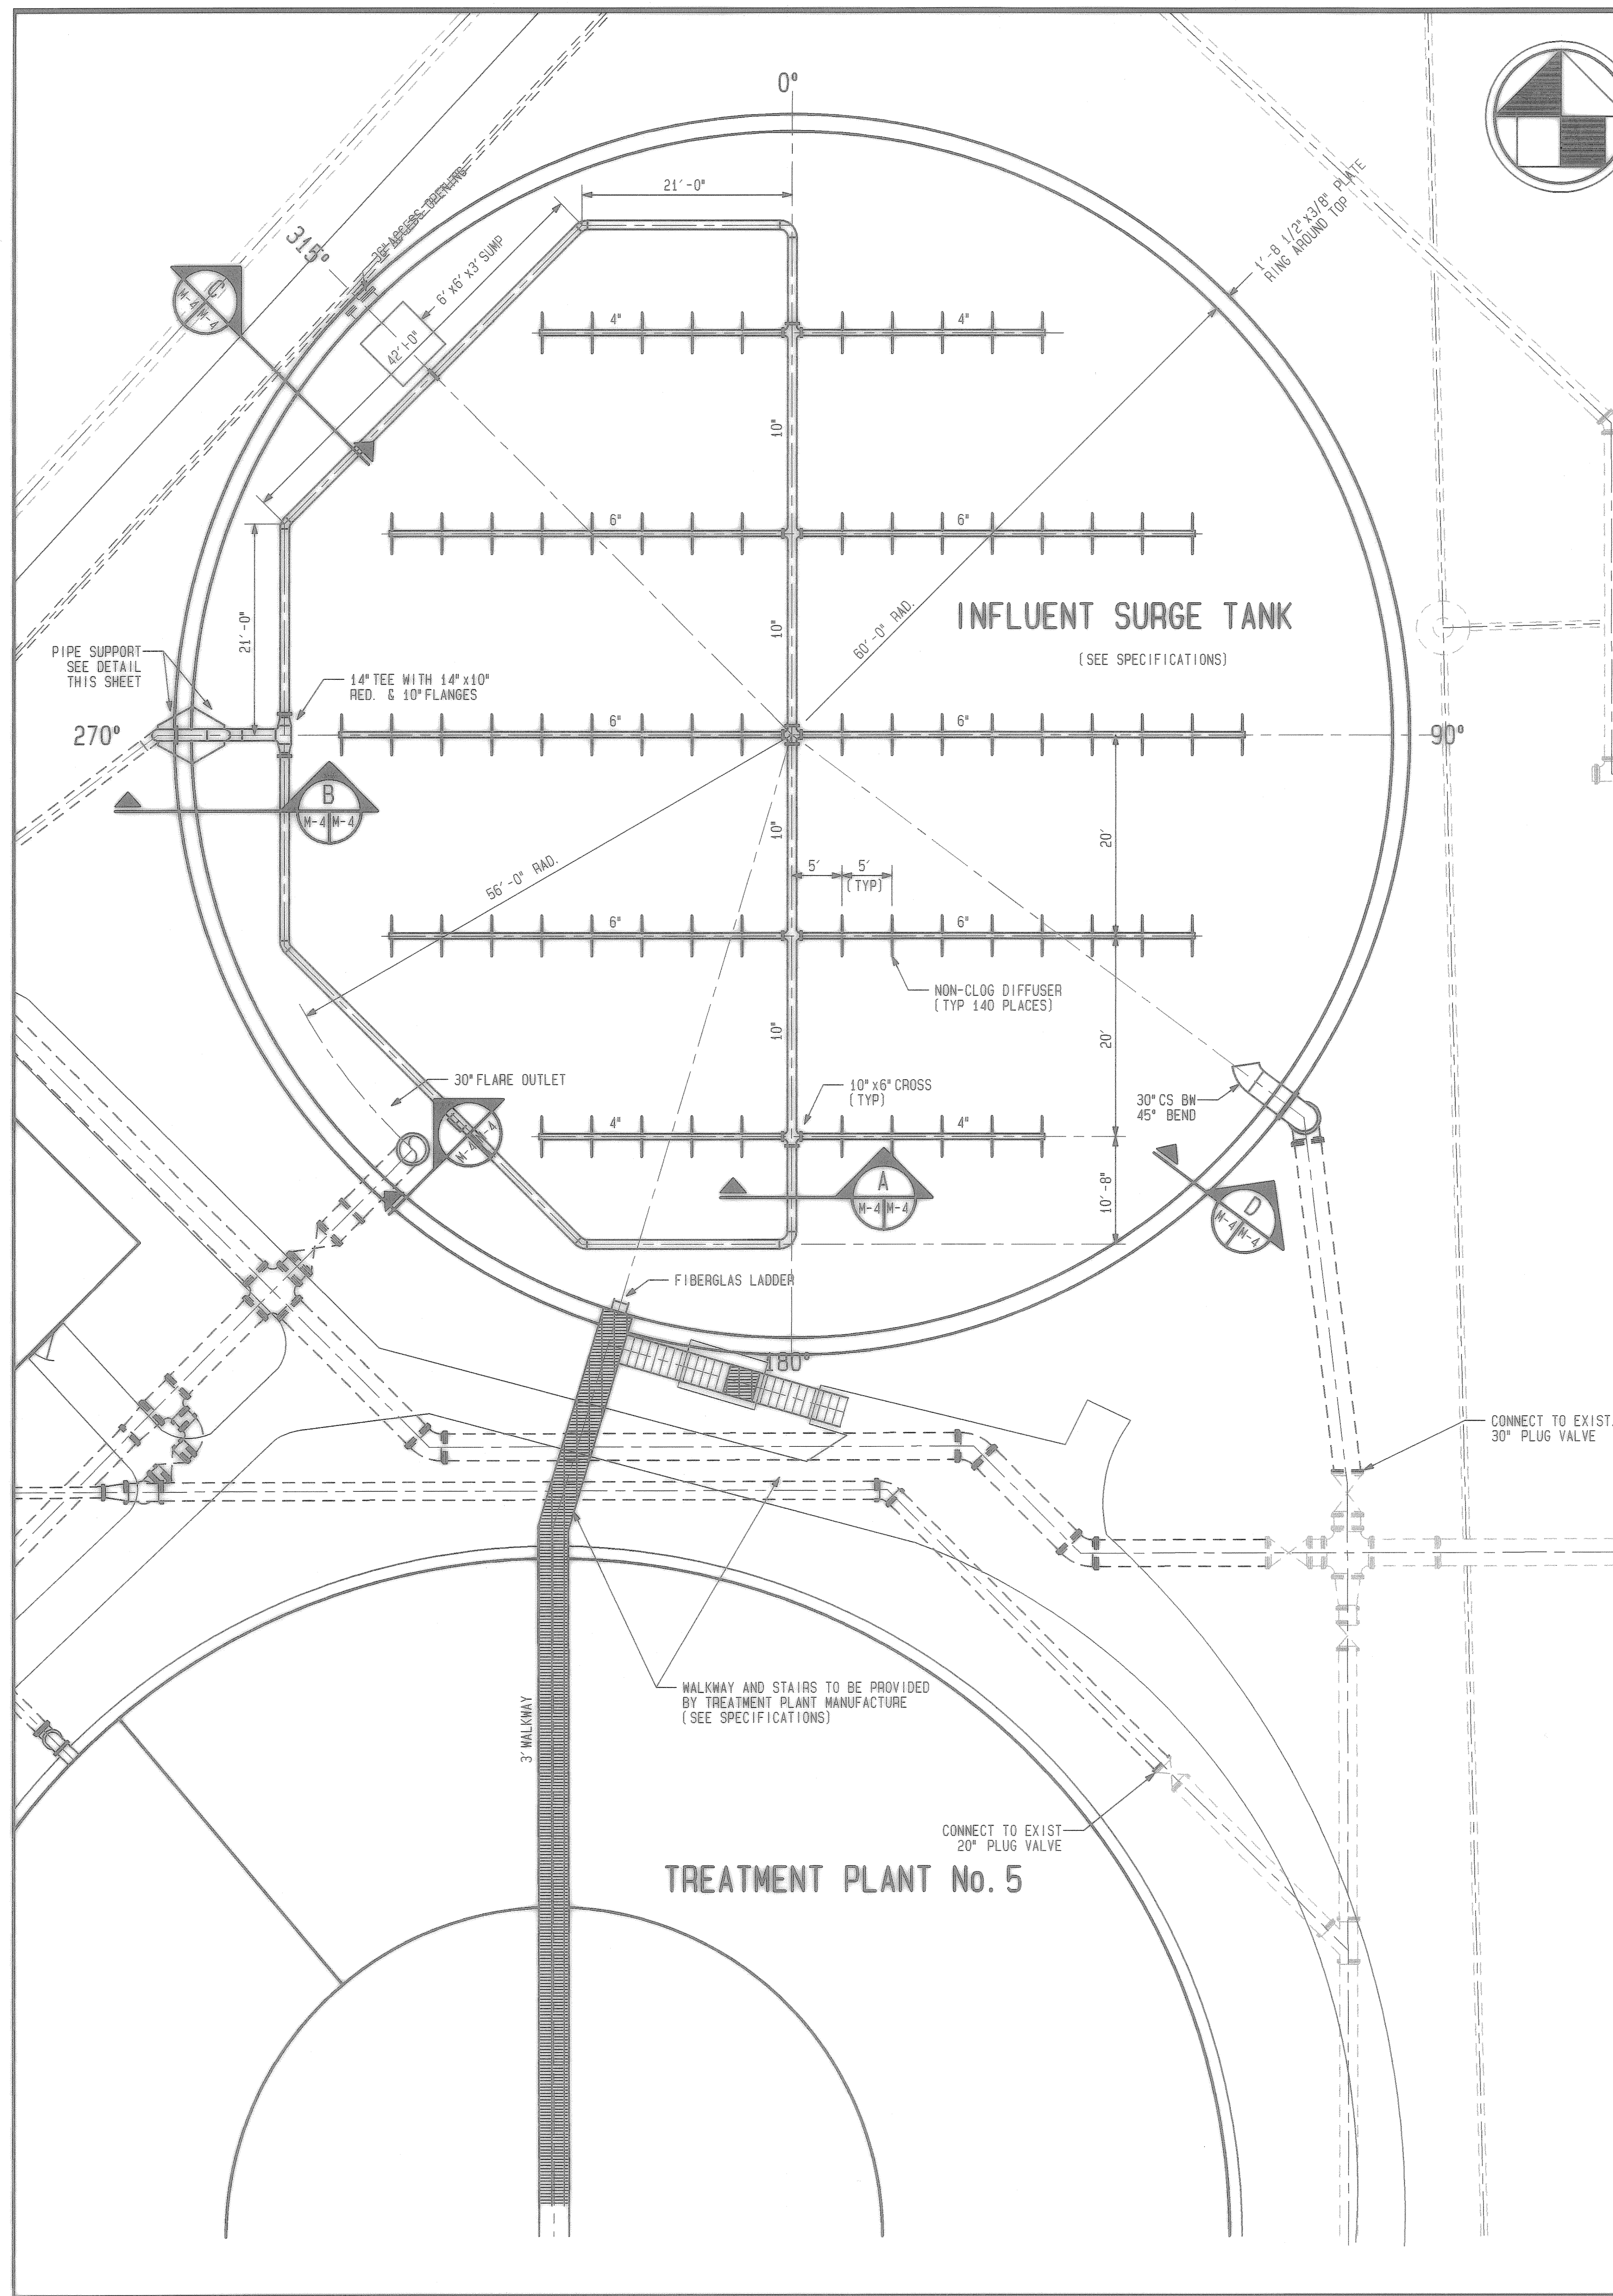 0°
21'-0"
1'-8 1/2"x3/8" PLATE
RING AROUND TOP
36" ACCESS OPENING
315°
6'x6'x3' SUMP
42'-0"
C
M-4 M-4
4"
4"
10"
6"
6"
10"
60'-0" RAD.
INFLUENT SURGE TANK
(SEE SPECIFICATIONS)
21'-0"
PIPE SUPPORT
SEE DETAIL
THIS SHEET
14" TEE WITH 14"x10"
RED. & 10" FLANGES
270°
6"
6"
90°
B
M-4 M-4
10"
20'
56'-0" RAD.
5'
5'
(TYP)
6"
6"
NON-CLOG DIFFUSER
(TYP 140 PLACES)
10"
20'
30" FLARE OUTLET
10"x6" CROSS
(TYP)
30" CS BW
45° BEND
4"
4"
M-4 M-4
A
M-4 M-4
10'-8"
D
M-4 M-4
FIBERGLAS LADDER
180°
CONNECT TO EXIST.
30" PLUG VALVE
WALKWAY AND STAIRS TO BE PROVIDED
BY TREATMENT PLANT MANUFACTURE
(SEE SPECIFICATIONS)
3' WALKWAY
CONNECT TO EXIST
20" PLUG VALVE
TREATMENT PLANT No. 5